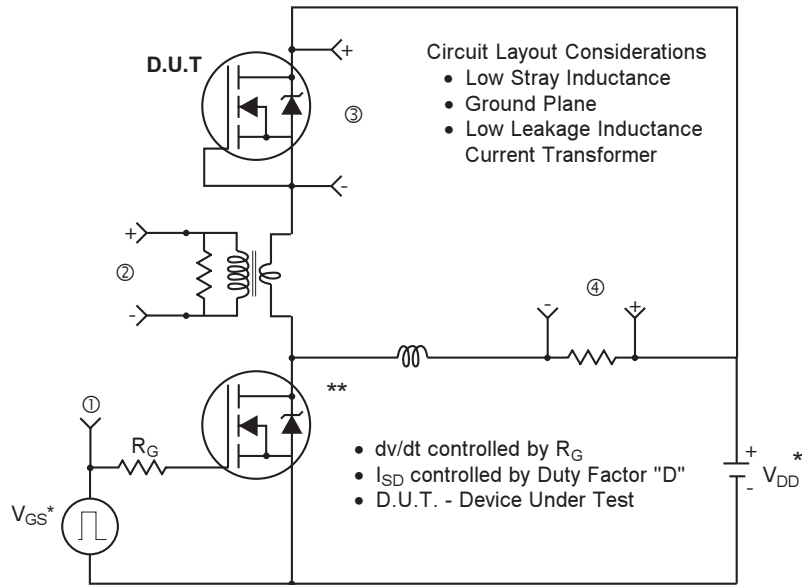 D.U.T
+
③
-
Circuit Layout Considerations
• Low Stray Inductance
• Ground Plane
• Low Leakage Inductance
Current Transformer
+
②
-
④
- +
**
①
R_G
V_GS*
• dv/dt controlled by R_G
• I_SD controlled by Duty Factor "D"
• D.U.T. - Device Under Test
+
-
V_DD*